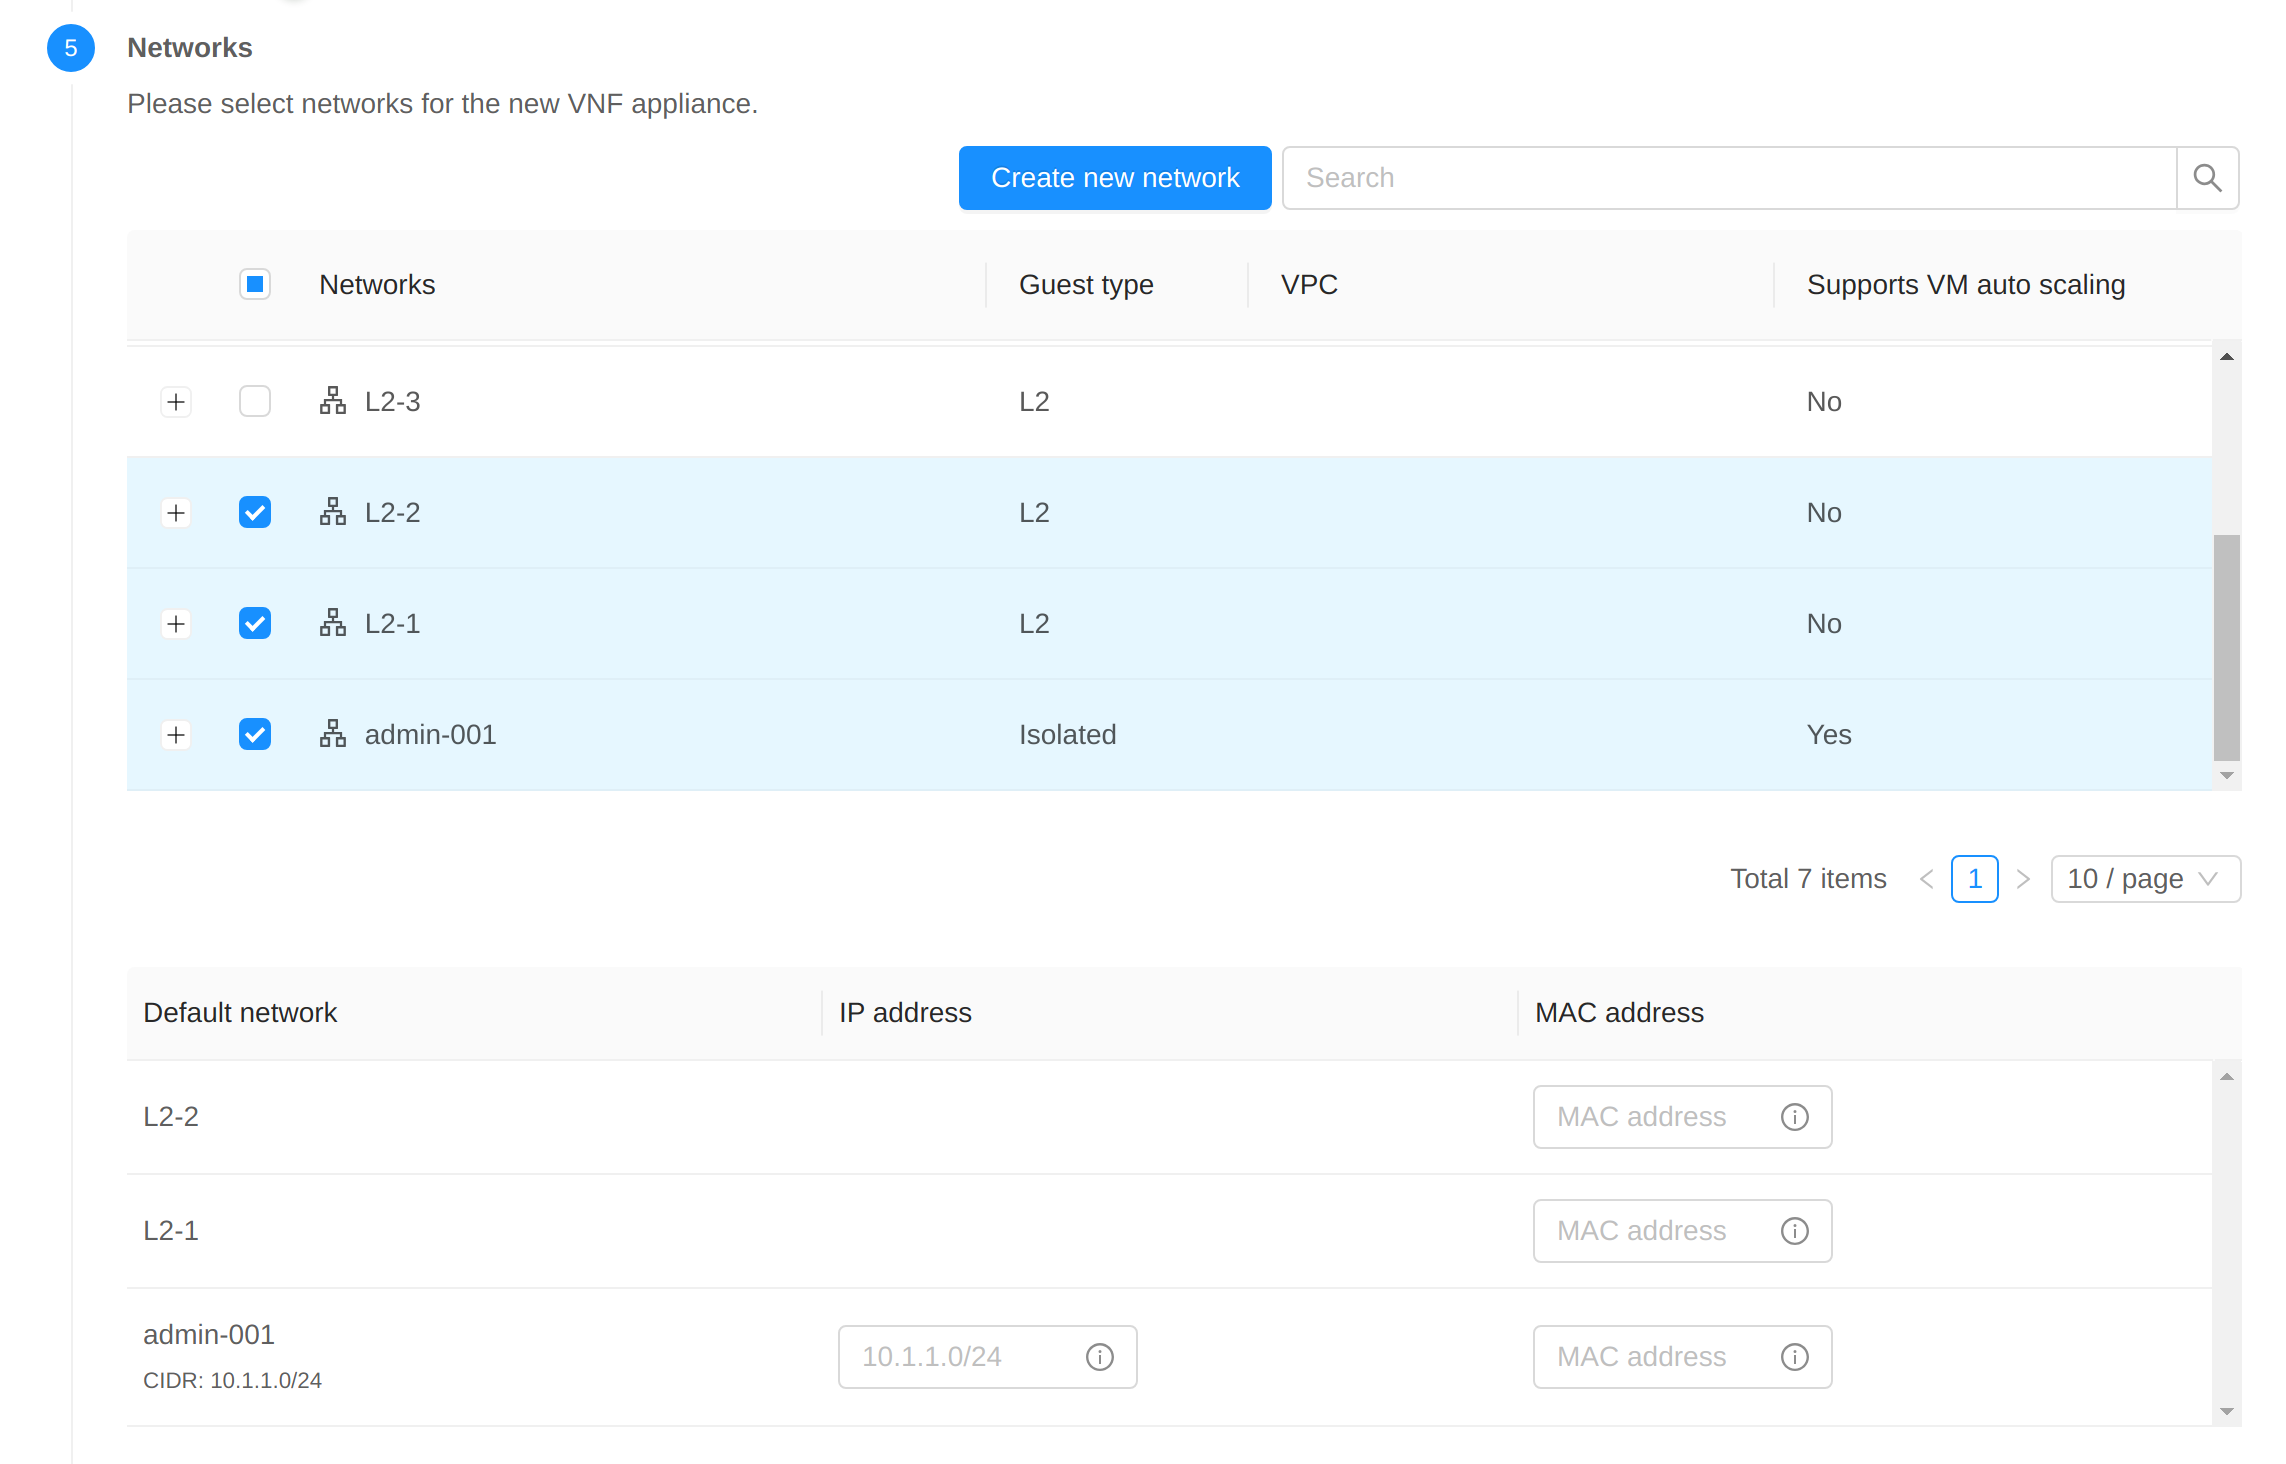 5 Networks
Please select networks for the new VNF appliance.
Create new network Search
Networks Guest type VPC Supports VM auto scaling
L2-3 L2 No
L2-2 L2 No
L2-1 L2 No
admin-001 Isolated Yes
Total 7 items < 1 > 10 / page
Default network IP address MAC address
L2-2 MAC address
L2-1 MAC address
admin-001
10.1.1.0/24 MAC address
CIDR: 10.1.1.0/24